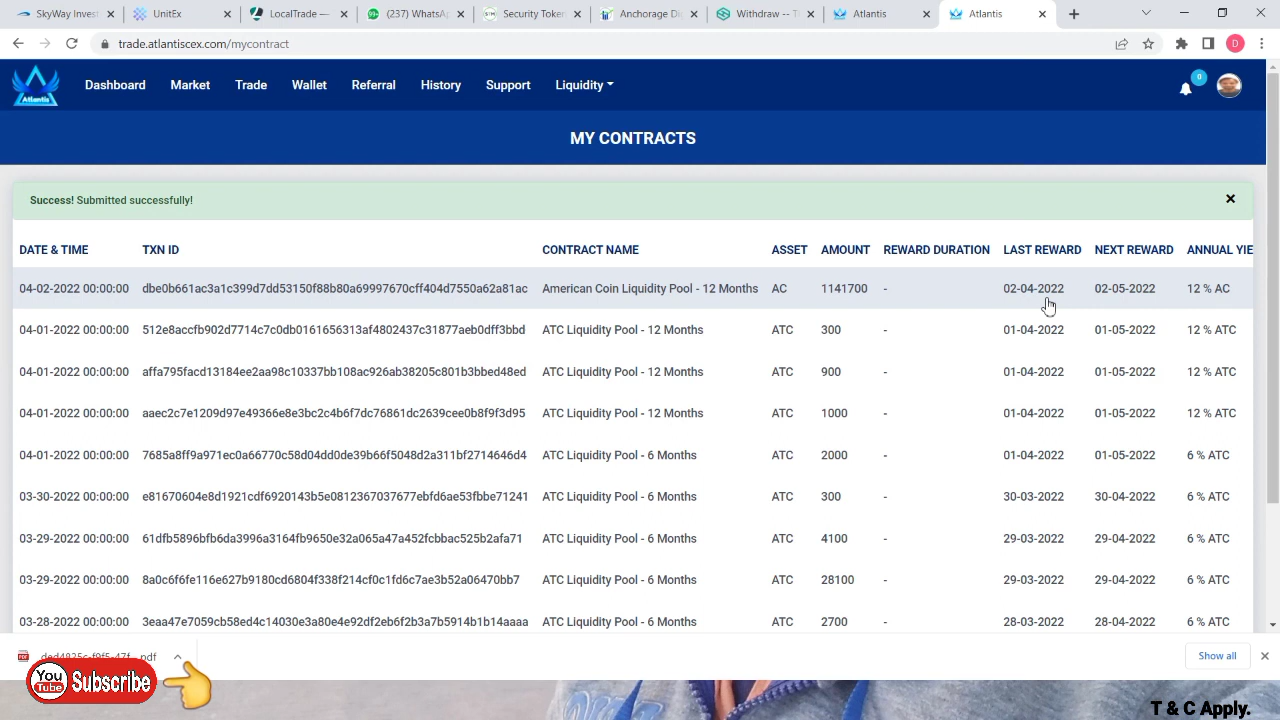 SkyWay Invest
UnitEx
LocalTrade --
(237) WhatsA
Security Token
Anchorage Di
Withdraw -- T
Atlantis
Atlantis
trade.atlantiscex.com/mycontract
D
Atlantis
Dashboard
Market
Trade
Wallet
Referral
History
Support
Liquidity
0
MY CONTRACTS
Success! Submitted successfully!
DATE & TIME TXN ID CONTRACT NAME ASSET AMOUNT REWARD DURATION LAST REWARD NEXT REWARD ANNUAL YIE
04-02-2022 00:00:00 dbe0b661ac3a1c399d7dd53150f88b80a69997670cff404d7550a62a81ac American Coin Liquidity Pool - 12 Months AC 1141700 - 02-04-2022 02-05-2022 12 % AC
04-01-2022 00:00:00 512e8accfb902d7714c7c0db0161656313af4802437c31877aeb0dff3bbd ATC Liquidity Pool - 12 Months ATC 300 - 01-04-2022 01-05-2022 12 % ATC
04-01-2022 00:00:00 affa795facd13184ee2aa98c10337bb108ac926ab38205c801b3bbed48ed ATC Liquidity Pool - 12 Months ATC 900 - 01-04-2022 01-05-2022 12 % ATC
04-01-2022 00:00:00 aaec2c7e1209d97e49366e8e3bc2c4b6f7dc76861dc2639cee0b8f9f3d95 ATC Liquidity Pool - 12 Months ATC 1000 - 01-04-2022 01-05-2022 12 % ATC
04-01-2022 00:00:00 7685a8ff9a971ec0a66770c58d04dd0de39b66f5048d2a311bf2714646d4 ATC Liquidity Pool - 6 Months ATC 2000 - 01-04-2022 01-05-2022 6 % ATC
03-30-2022 00:00:00 e81670604e8d1921cdf6920143b5e0812367037677ebfd6ae53fbbe71241 ATC Liquidity Pool - 6 Months ATC 300 - 30-03-2022 30-04-2022 6 % ATC
03-29-2022 00:00:00 61dfb5896bfb6da3996a3164fb9650e32a065a47a452fcbbac525b2afa71 ATC Liquidity Pool - 6 Months ATC 4100 - 29-03-2022 29-04-2022 6 % ATC
03-29-2022 00:00:00 8a0c6f6fe116e627b9180cd6804f338f214cf0c1fd6c7ae3b52a06470bb7 ATC Liquidity Pool - 6 Months ATC 28100 - 29-03-2022 29-04-2022 6 % ATC
03-28-2022 00:00:00 3eaa47e7059cb58ed4c14030e3a80e4e92df2eb6f2b3a7b5914b1b14aaaa ATC Liquidity Pool - 6 Months ATC 2700 - 28-03-2022 28-04-2022 6 % ATC
Show all
You Tube Subscribe
T & C Apply.